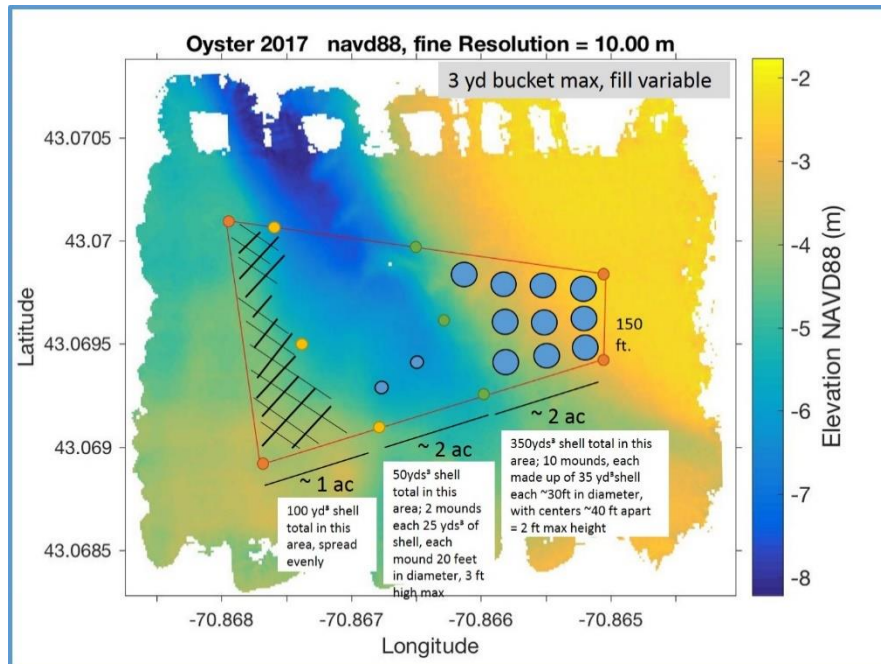 Oyster 2017 navd88, fine Resolution = 10.00 m
3 yd bucket max, fill variable
43.0705
43.07
43.0695
43.069
43.0685
Latitude
150
ft.
~ 1 ac
~ 2 ac
~ 2 ac
100 yd³ shell
total in this
area, spread
evenly
50yds³ shell
total in this
area; 2 mounds
each 25 yds³ of
shell, each
mound 20 feet
in diameter, 3 ft
high max
350yds³ shell total in this
area; 10 mounds, each
made up of 35 yd³shell
each ~30ft in diameter,
with centers ~40 ft apart
= 2 ft max height
-70.868
-70.867
-70.866
-70.865
Longitude
-2
-3
-4
-5
-6
-7
-8
Elevation NAVD88 (m)